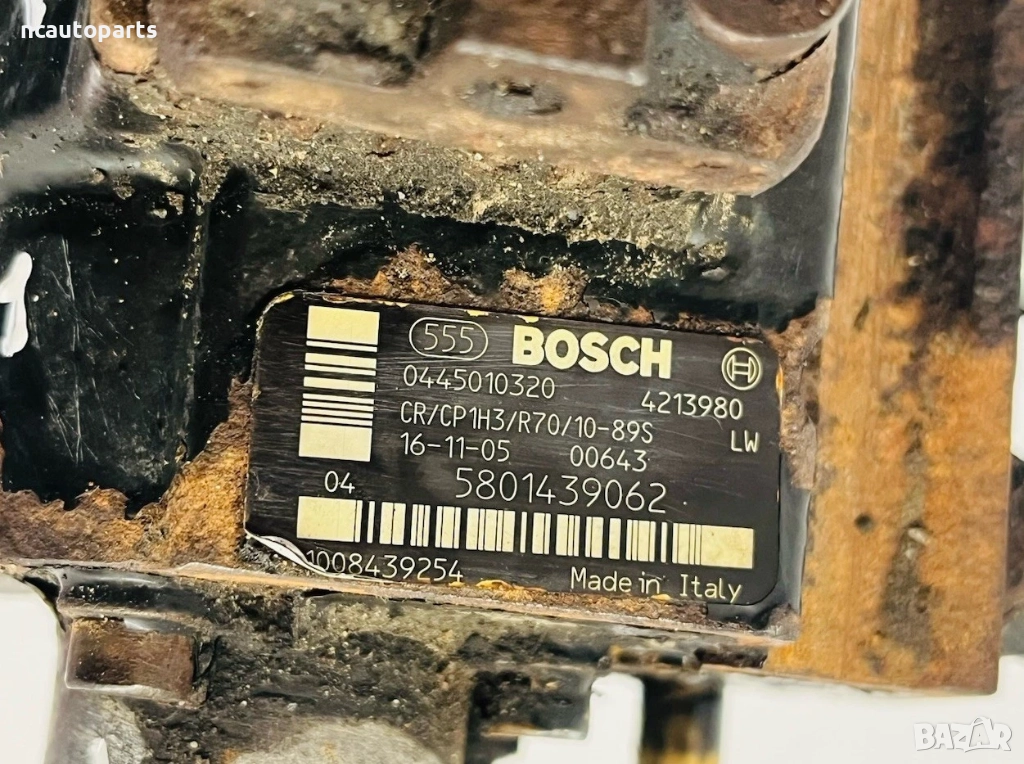 ncautoparts
555 BOSCH
0445010320 4213980
CR/CP1H3/R70/10-89S LW
16-11-05 00643
04 5801439062
1008439254 Made in Italy
BAZAR